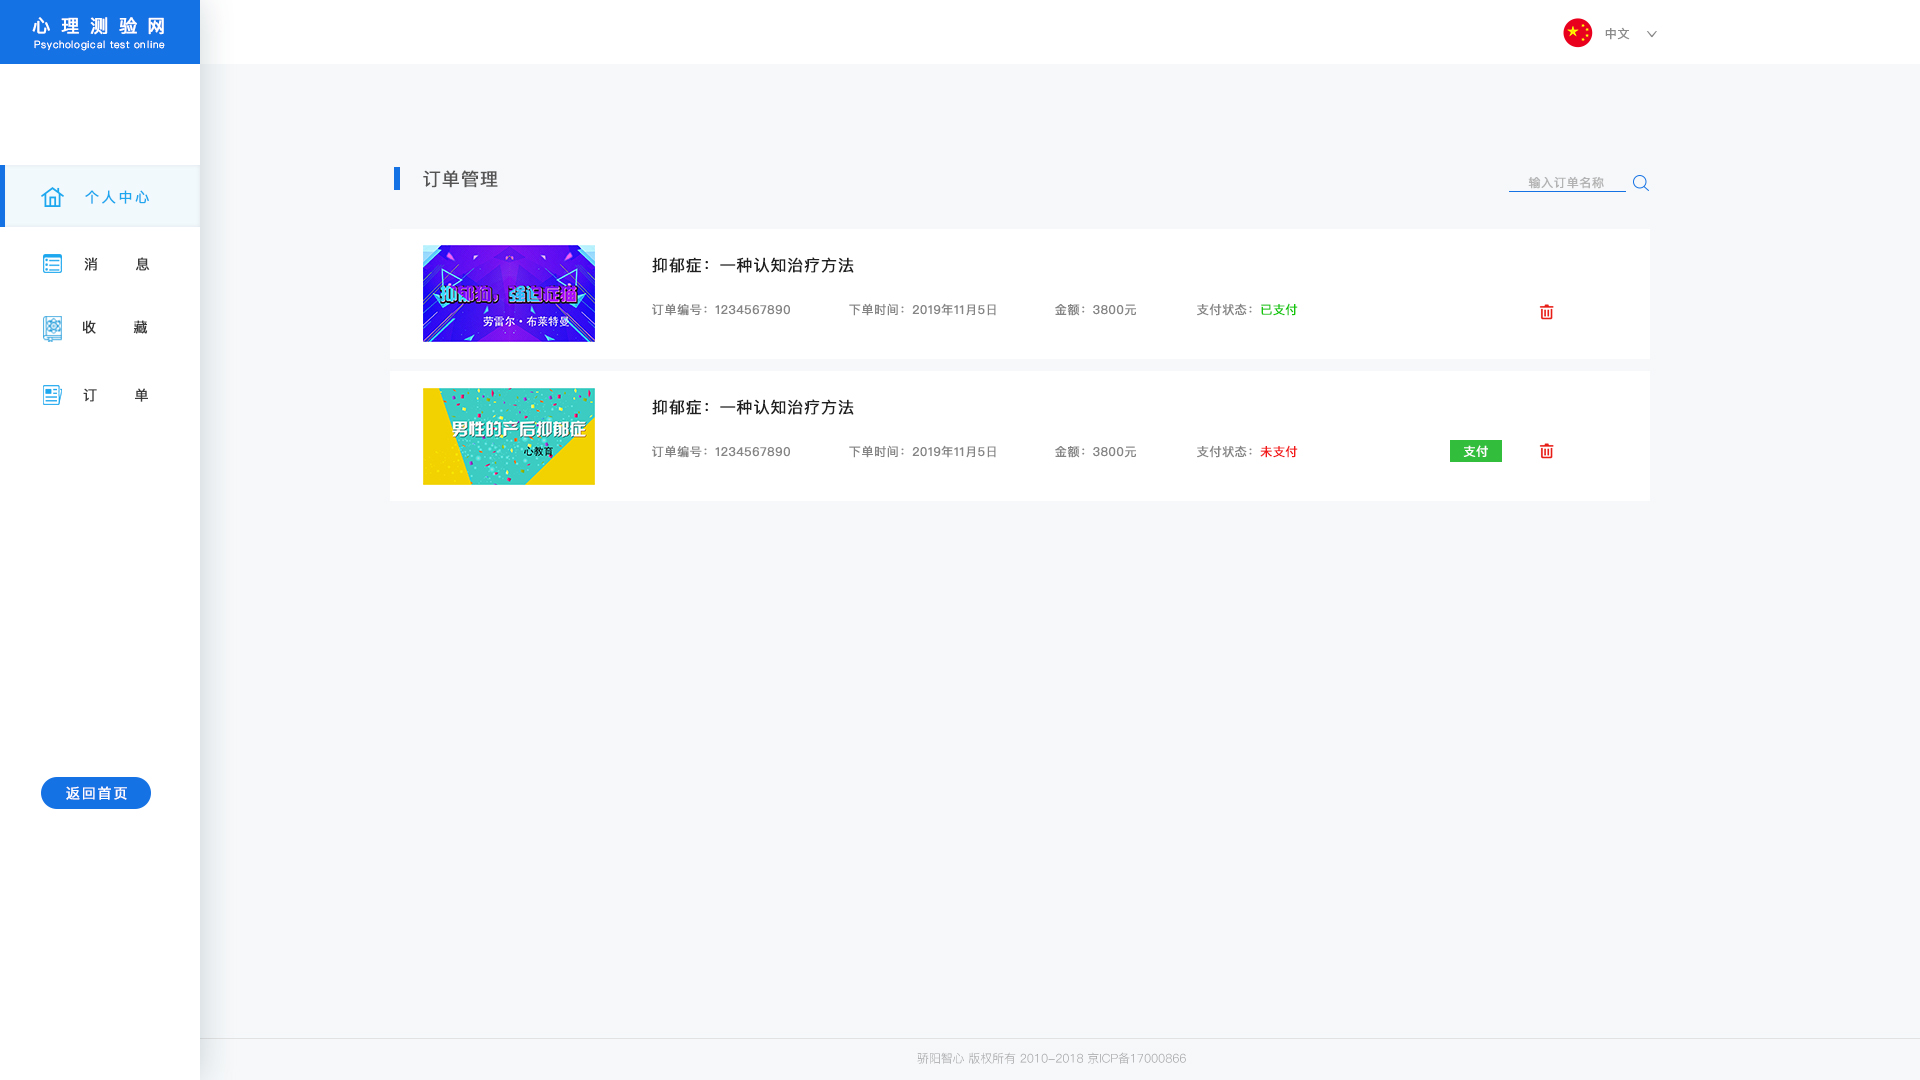 心理测验网
Psychological test online
中文
个人中心
消息
收藏
订单
返回首页
订单管理
输入订单名称
抑郁狗，强迫症猫
劳雷尔·布莱特曼
抑郁症：一种认知治疗方法
订单编号：1234567890 下单时间：2019年11月5日 金额：3800元 支付状态：已支付
男性的产后抑郁症
心教育
抑郁症：一种认知治疗方法
订单编号：1234567890 下单时间：2019年11月5日 金额：3800元 支付状态：未支付 支付
骄阳智心 版权所有 2010-2018 京ICP备17000866